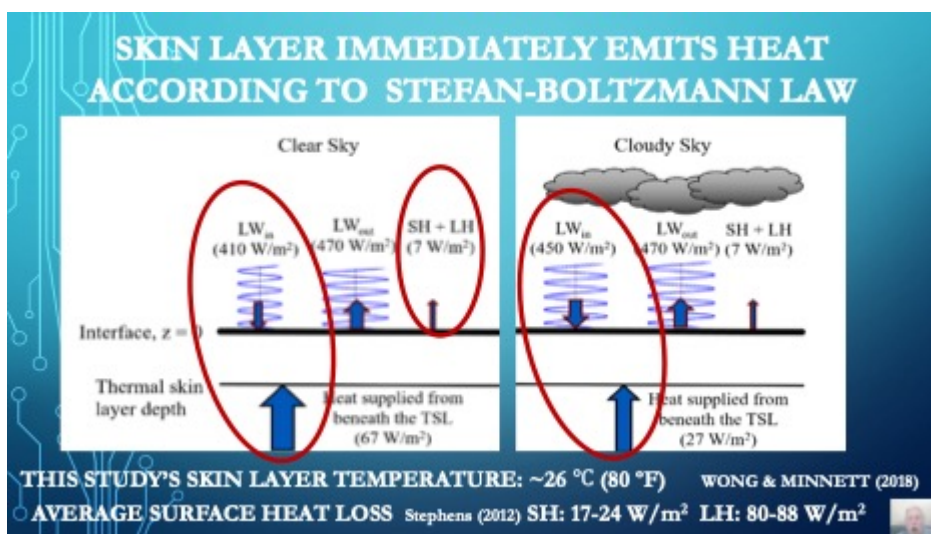 SKIN LAYER IMMEDIATELY EMITS HEAT
ACCORDING TO STEFAN-BOLTZMANN LAW
Clear Sky
LWin
(410 W/m²)
LWout
(470 W/m²)
SH + LH
(7 W/m²)
Interface, z = 0
Thermal skin
layer depth
Heat supplied from
beneath the TSL
(67 W/m²)
Cloudy Sky
LWin
(450 W/m²)
LWout
(470 W/m²)
SH + LH
(7 W/m²)
Heat supplied from
beneath the TSL
(27 W/m²)
THIS STUDY'S SKIN LAYER TEMPERATURE: ~26 °C (80 °F) WONG & MINNETT (2018)
AVERAGE SURFACE HEAT LOSS Stephens (2012) SH: 17-24 W/m² LH: 80-88 W/m²